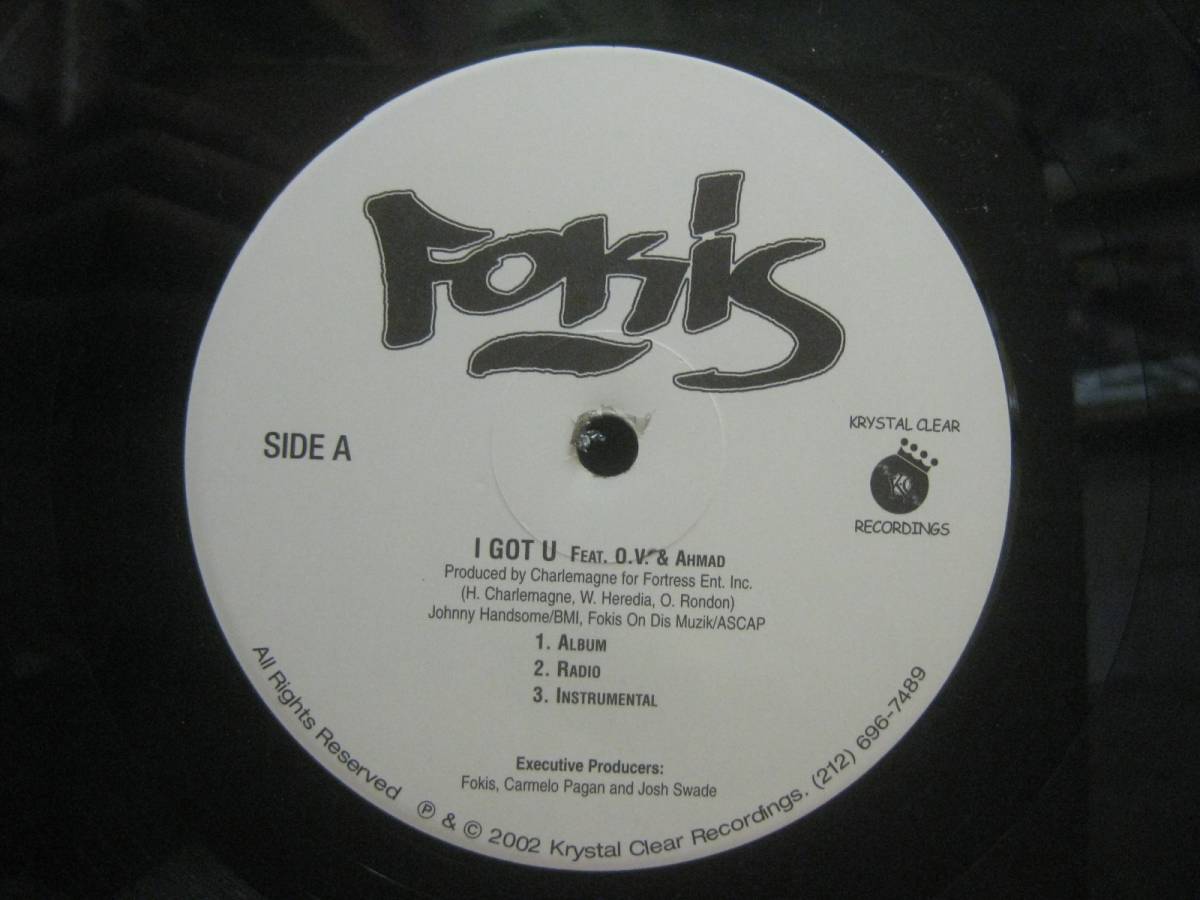 FOKIS
KRYSTAL CLEAR
KC
RECORDINGS
SIDE A
I GOT U FEAT. O.V. & AHMAD
Produced by Charlemagne for Fortress Ent. Inc.
(H. Charlemagne, W. Heredia, O. Rondon)
Johnny Handsome/BMI, Fokis On Dis Muzik/ASCAP
1. ALBUM
2. RADIO
3. INSTRUMENTAL
Executive Producers:
Fokis, Carmelo Pagan and Josh Swade
All Rights Reserved ℗ & © 2002 Krystal Clear Recordings. (212) 696-7489